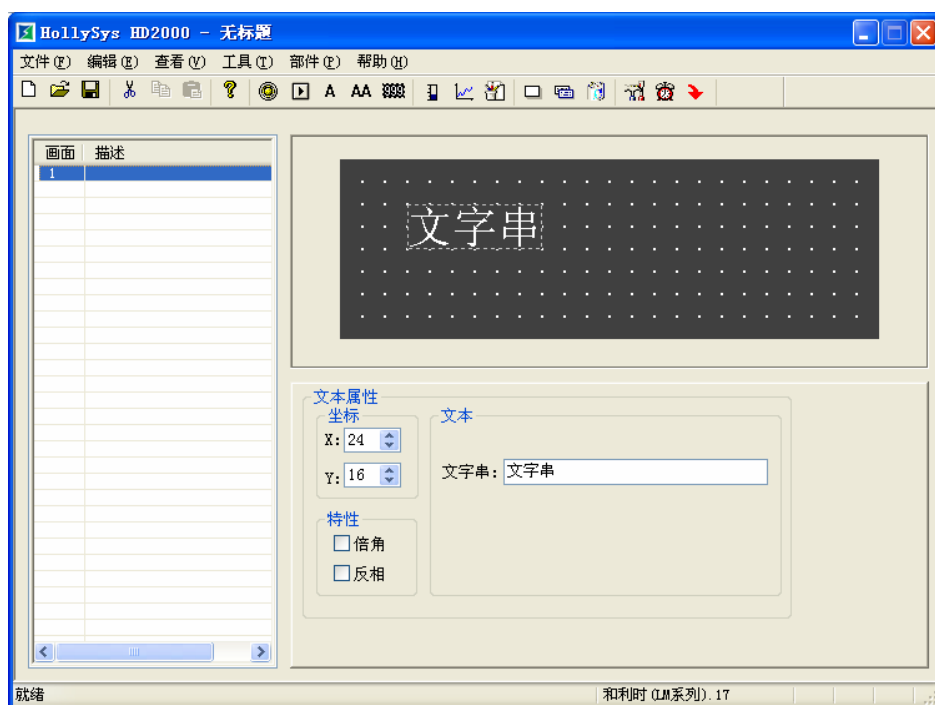 HollySys HD2000 - 无标题
文件(F) 编辑(E) 查看(V) 工具(T) 部件(P) 帮助(H)
A AA
画面 描述
1
文字串
文本属性
坐标
X: 24
Y: 16
文本
文字串: 文字串
特性
倍角
反相
就绪
和利时(LM系列).17